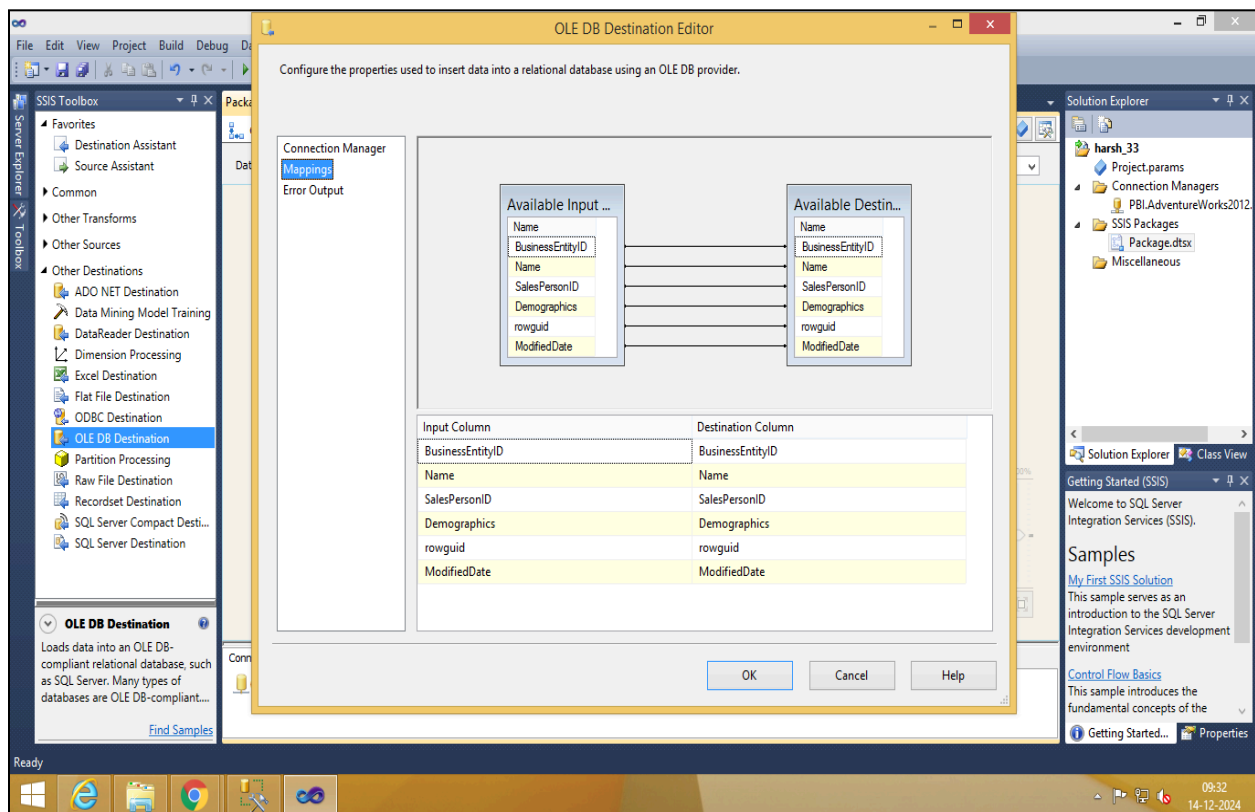 OLE DB Destination Editor
File Edit View Project Build Debug Da
Configure the properties used to insert data into a relational database using an OLE DB provider.
Server Explorer
Toolbox
SSIS Toolbox
Favorites
Destination Assistant
Source Assistant
Common
Other Transforms
Other Sources
Other Destinations
ADO NET Destination
Data Mining Model Training
DataReader Destination
Dimension Processing
Excel Destination
Flat File Destination
ODBC Destination
OLE DB Destination
Partition Processing
Raw File Destination
Recordset Destination
SQL Server Compact Desti...
SQL Server Destination
OLE DB Destination
Loads data into an OLE DB-
compliant relational database, such
as SQL Server. Many types of
databases are OLE DB-compliant....
Find Samples
Packa
Dat
Conn
Connection Manager
Mappings
Error Output
Available Input ...
Name
BusinessEntityID
Name
SalesPersonID
Demographics
rowguid
ModifiedDate
Available Destin...
Name
BusinessEntityID
Name
SalesPersonID
Demographics
rowguid
ModifiedDate
Input Column Destination Column
BusinessEntityID BusinessEntityID
Name Name
SalesPersonID SalesPersonID
Demographics Demographics
rowguid rowguid
ModifiedDate ModifiedDate
OK Cancel Help
Solution Explorer
harsh_33
Project.params
Connection Managers
PBI.AdventureWorks2012.
SSIS Packages
Package.dtsx
Miscellaneous
Solution Explorer Class View
Getting Started (SSIS)
Welcome to SQL Server
Integration Services (SSIS).
Samples
My First SSIS Solution
This sample serves as an
introduction to the SQL Server
Integration Services development
environment
Control Flow Basics
This sample introduces the
fundamental concepts of the
Getting Started... Properties
Ready
09:32
14-12-2024